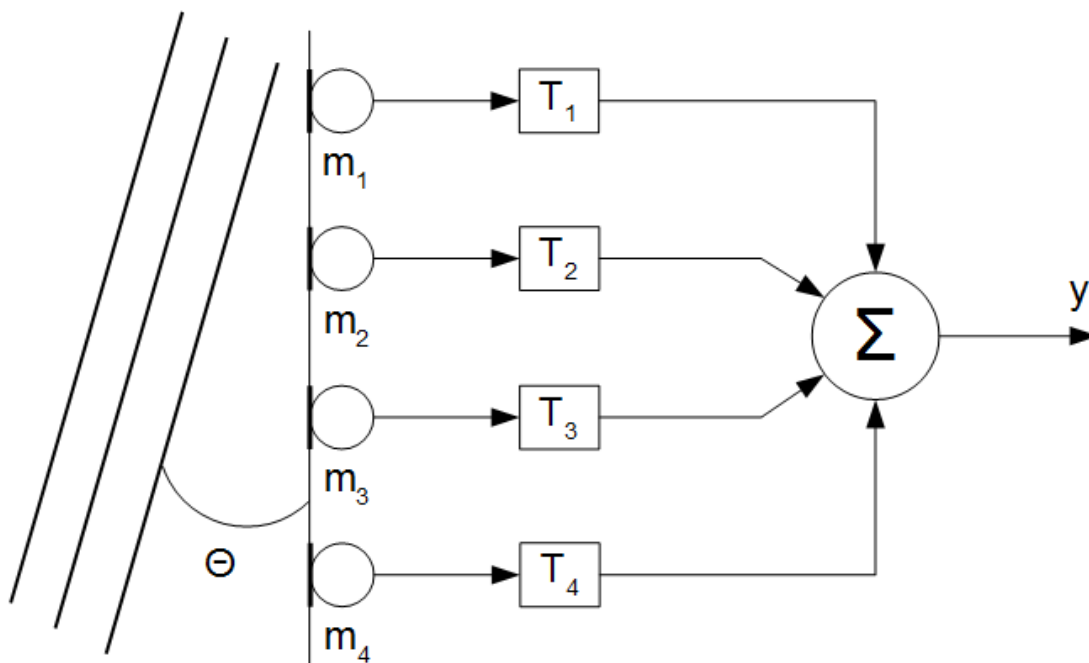 T₁
m₁
T₂
m₂
Σ
y
T₃
m₃
Θ
T₄
m₄